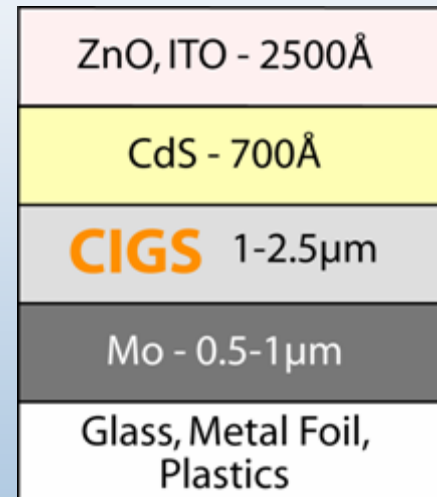 ZnO, ITO - 2500Å
CdS - 700Å
CIGS 1-2.5µm
Mo - 0.5-1µm
Glass, Metal Foil,
Plastics